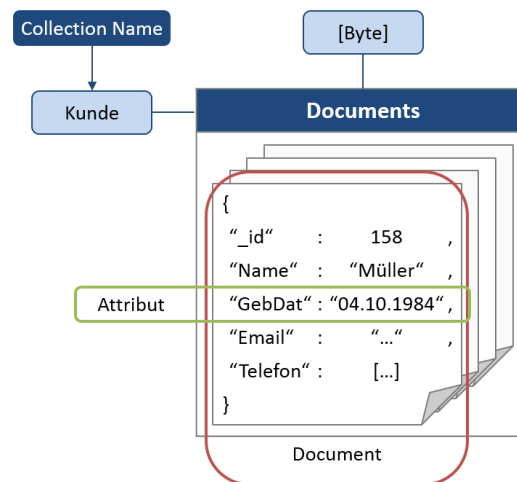 Collection Name
[Byte]
Kunde
Documents
{
“_id“ : 158 ,
“Name“ : “Müller“ ,
Attribut “GebDat“ : “04.10.1984“ ,
“Email“ : “...“ ,
“Telefon“ : [...]
}
Document